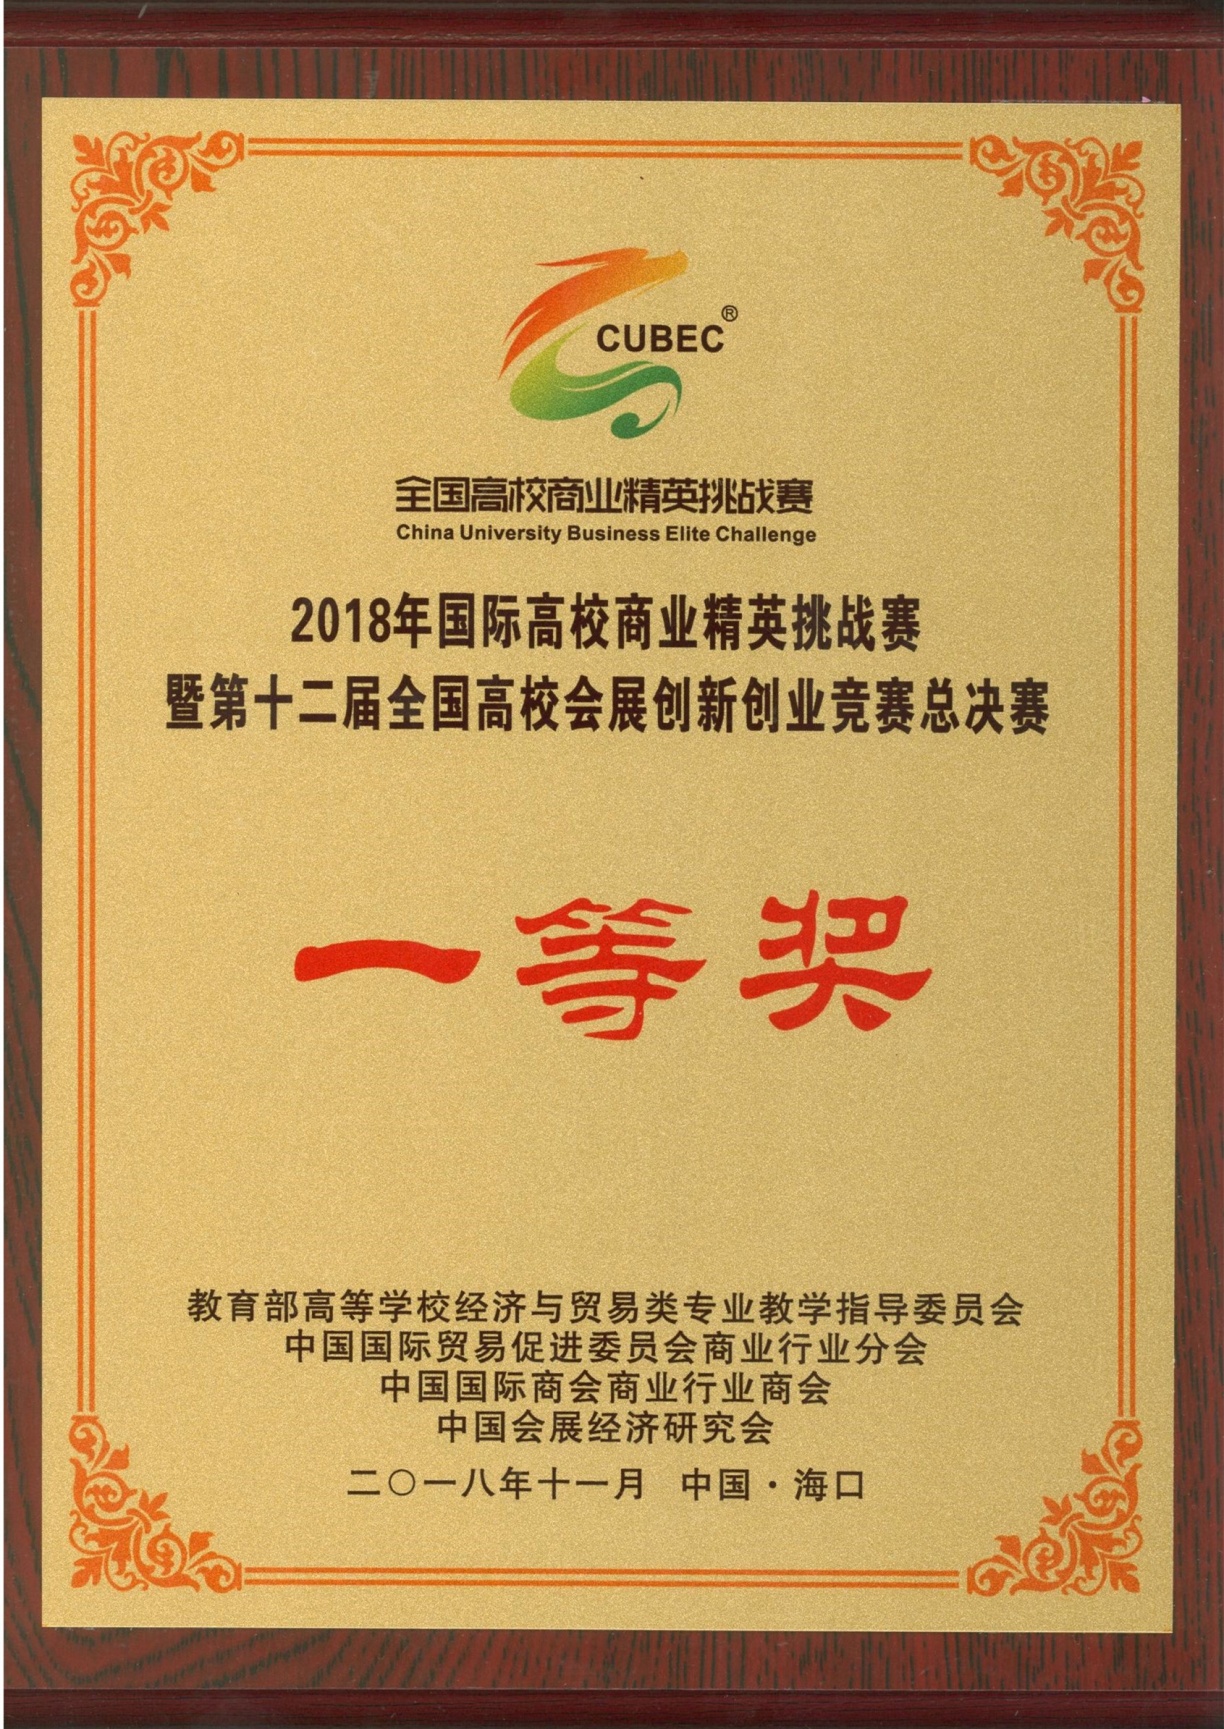 CUBEC®
全国高校商业精英挑战赛
China University Business Elite Challenge
2018年国际高校商业精英挑战赛
暨第十二届全国高校会展创新创业竞赛总决赛
一等奖
教育部高等学校经济与贸易类专业教学指导委员会
中国国际贸易促进委员会商业行业分会
中国国际商会商业行业商会
中国会展经济研究会
二〇一八年十一月 中国·海口